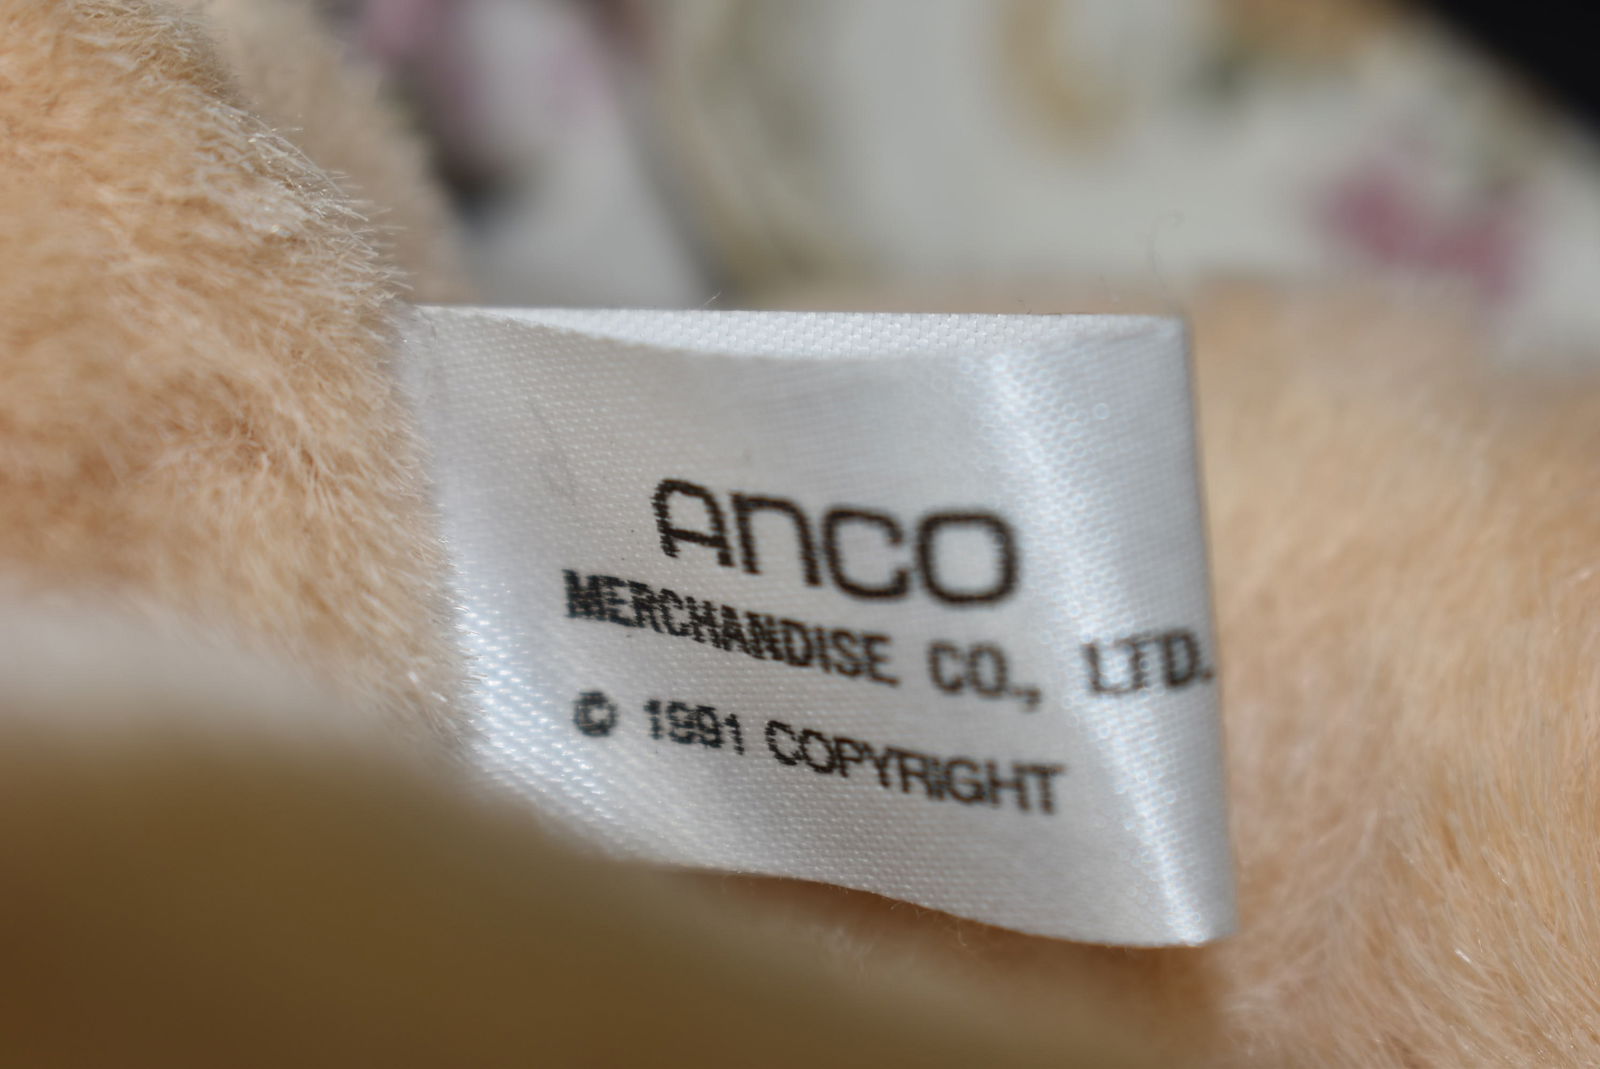 ANCO
MERCHANDISE CO., LTD.
© 1991 COPYRIGHT